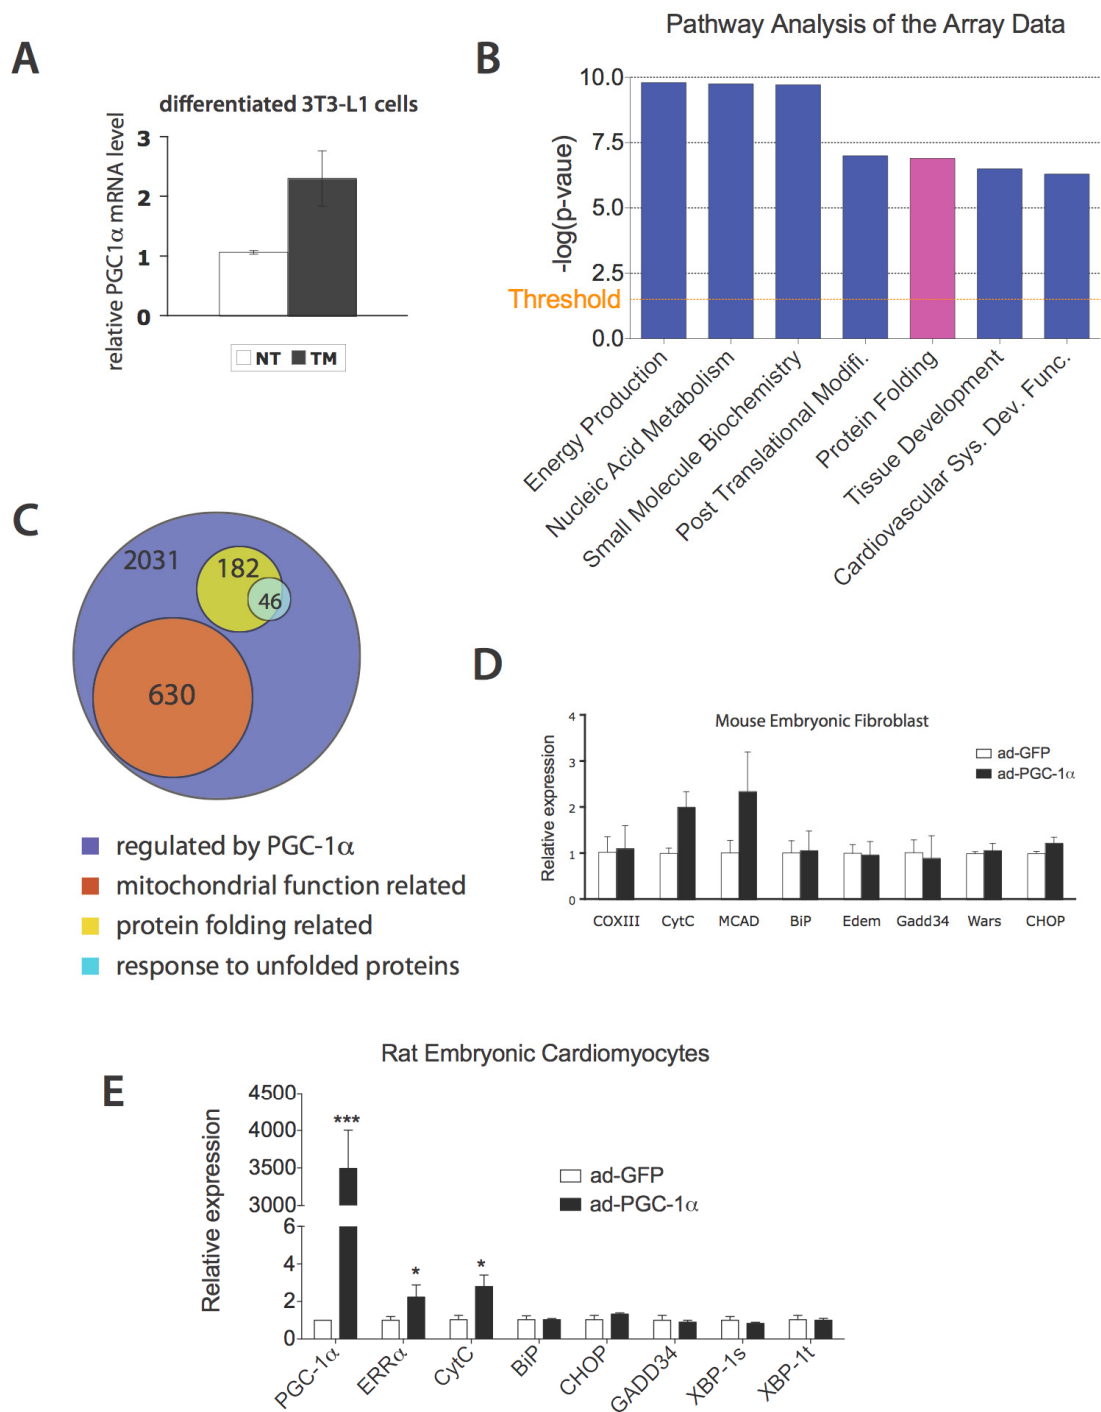 A
differentiated 3T3-L1 cells
relative PGC1α mRNA level
3
2
1
0
NT TM
B
Pathway Analysis of the Array Data
-log(p-vaue)
10.0
7.5
5.0
2.5
Threshold
0.0
Energy Production
Nucleic Acid Metabolism
Small Molecule Biochemistry
Post Translational Modifi.
Protein Folding
Tissue Development
Cardiovascular Sys. Dev. Func.
C
2031
182
46
630
regulated by PGC-1α
mitochondrial function related
protein folding related
response to unfolded proteins
D
Mouse Embryonic Fibroblast
Relative expression
4
3
2
1
0
ad-GFP
ad-PGC-1α
COXIII CytC MCAD BiP Edem Gadd34 Wars CHOP
E
Rat Embryonic Cardiomyocytes
Relative expression
4500
4000
3500
3000
6
4
2
0
***
*
*
ad-GFP
ad-PGC-1α
PGC-1α
ERRα
CytC
BiP
CHOP
GADD34
XBP-1s
XBP-1t